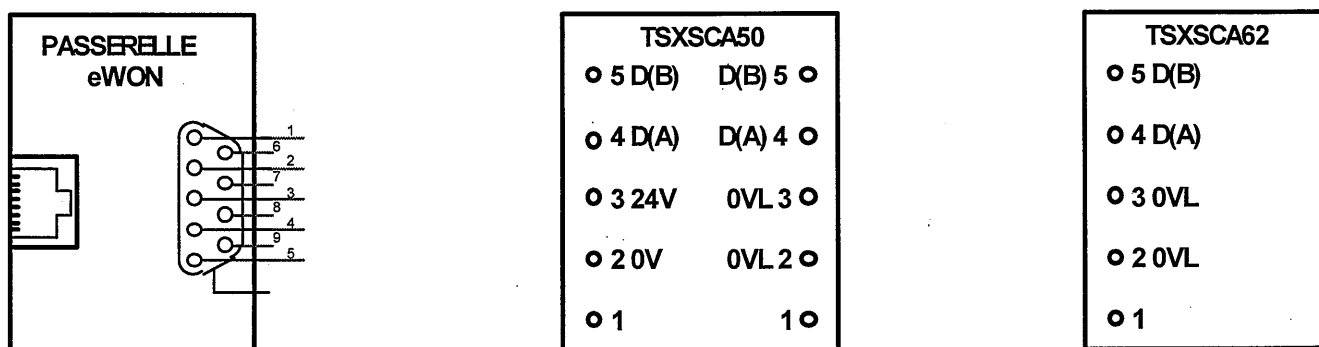 PASSERELLE
eWON
1
6
2
7
3
8
4
9
5
TSXSCA50
5 D(B) D(B) 5
4 D(A) D(A) 4
3 24V 0VL 3
2 0V 0VL 2
1 1
TSXSCA62
5 D(B)
4 D(A)
3 0VL
2 0VL
1